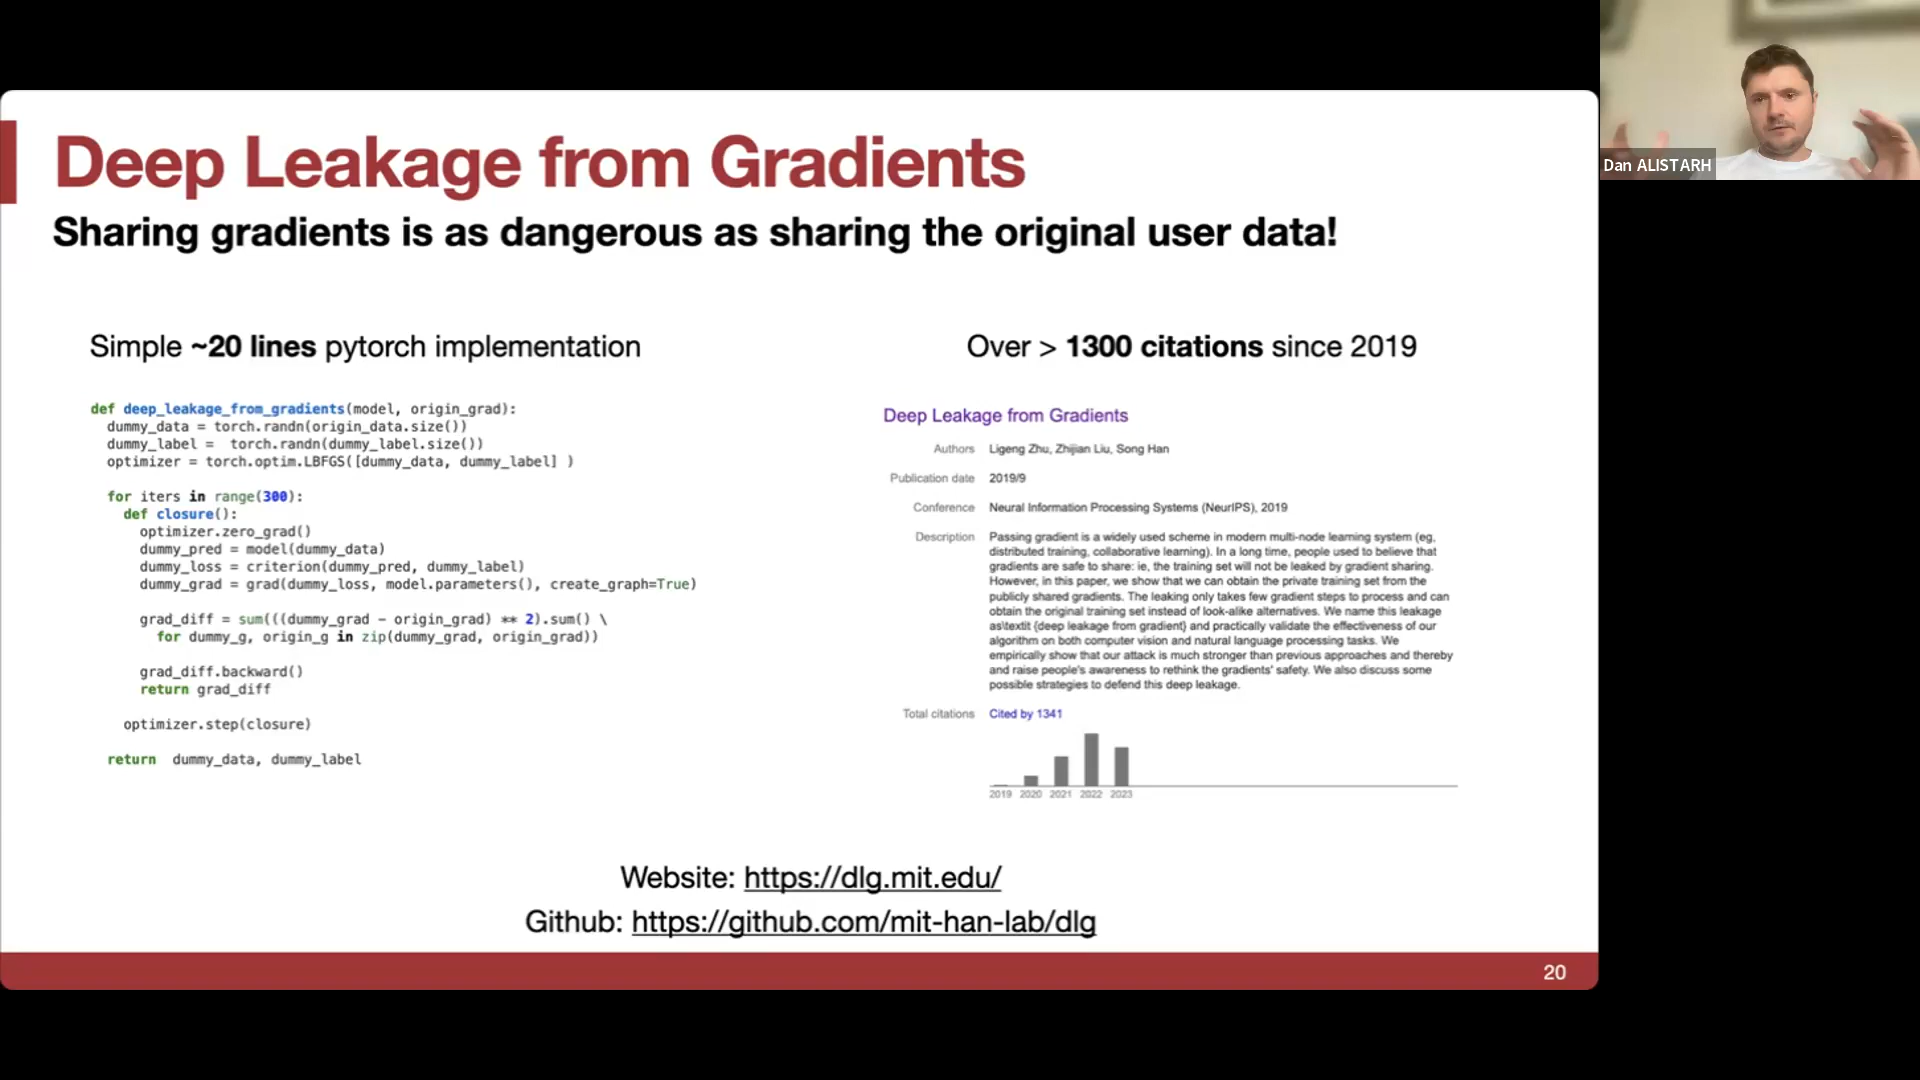 Deep Leakage from Gradients
Sharing gradients is as dangerous as sharing the original user data!
Simple ~20 lines pytorch implementation
def deep_leakage_from_gradients(model, origin_grad):
dummy_data = torch.randn(origin_data.size())
dummy_label =  torch.randn(dummy_label.size())
optimizer = torch.optim.LBFGS([dummy_data, dummy_label] )
for iters in range(300):
def closure():
optimizer.zero_grad()
dummy_pred = model(dummy_data)
dummy_loss = criterion(dummy_pred, dummy_label)
dummy_grad = grad(dummy_loss, model.parameters(), create_graph=True)
grad_diff = sum(((dummy_grad - origin_grad) ** 2).sum() \
for dummy_g, origin_g in zip(dummy_grad, origin_grad))
grad_diff.backward()
return grad_diff
optimizer.step(closure)
return  dummy_data, dummy_label
Over > 1300 citations since 2019
Deep Leakage from Gradients
Authors Ligeng Zhu, Zhijian Liu, Song Han
Publication date 2019/9
Conference Neural Information Processing Systems (NeurIPS), 2019
Description Passing gradient is a widely used scheme in modern multi-node learning system (eg,
distributed training, collaborative learning). In a long time, people used to believe that
gradients are safe to share: ie, the training set will not be leaked by gradient sharing.
However, in this paper, we show that we can obtain the private training set from the
publicly shared gradients. The leaking only takes few gradient steps to process and can
obtain the original training set instead of look-alike alternatives. We name this leakage
as\textit {deep leakage from gradient} and practically validate the effectiveness of our
algorithm on both computer vision and natural language processing tasks. We
empirically show that our attack is much stronger than previous approaches and thereby
and raise people's awareness to rethink the gradients' safety. We also discuss some
possible strategies to defend this deep leakage.
Total citations Cited by 1341
2019 2020 2021 2022 2023
Website: https://dlg.mit.edu/
Github: https://github.com/mit-han-lab/dlg
20
Dan ALISTARH